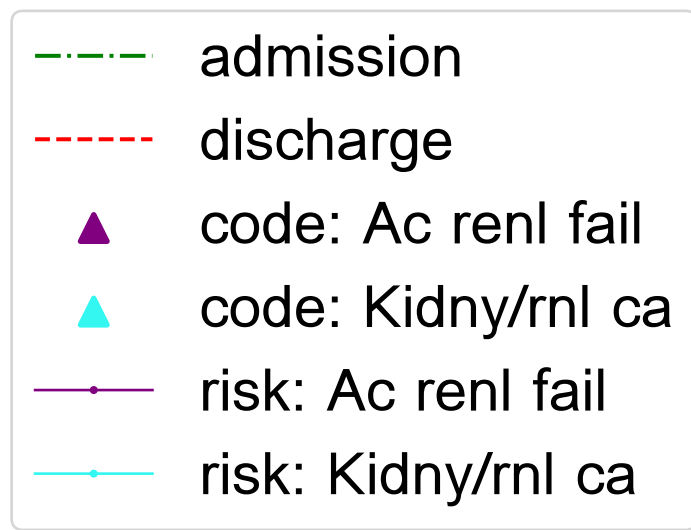 admission
discharge
code: Ac renl fail
code: Kidny/rnl ca
risk: Ac renl fail
risk: Kidny/rnl ca